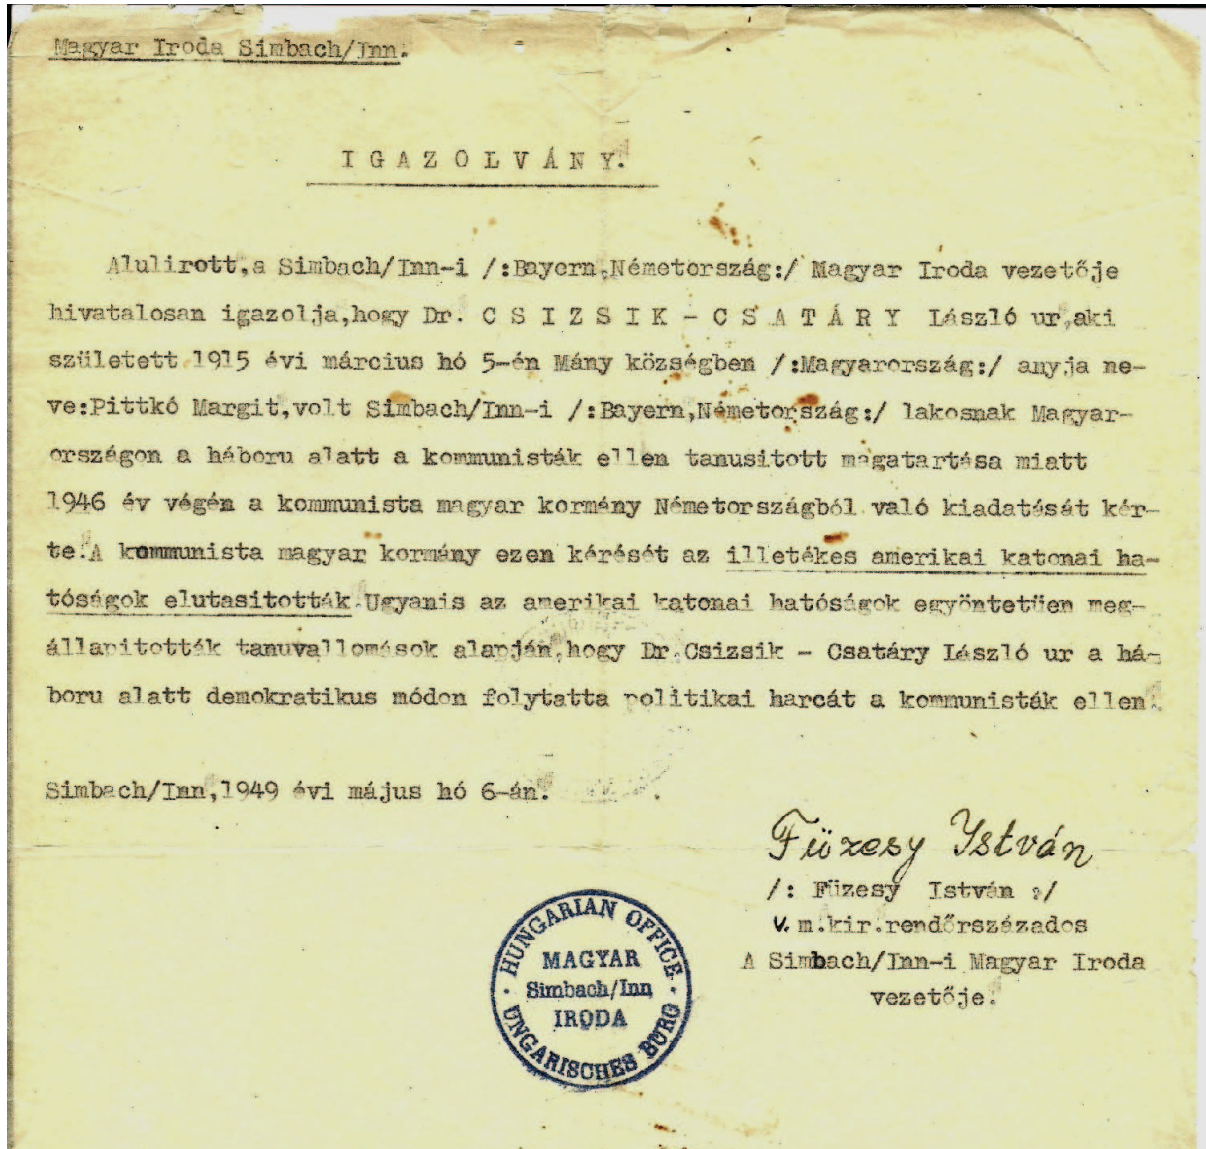 Magyar Iroda Simbach/Inn.
I G A Z O L V Á N Y.
Alulirott,a Simbach/Inn-i /:Bayern,Németország:/ Magyar Iroda vezetője
hivatalosan igazolja,hogy Dr. C S I Z S I K - C S A T Á R Y László ur,aki
született 1915 évi március hó 5-én Mány községben /:Magyarország:/ anyja ne-
ve:Pittkó Margit,volt Simbach/Inn-i /:Bayern,Németország:/ lakosnak Magyar-
országon a háboru alatt a kommunisták ellen tanusitott magatartása miatt
1946 év végén a kommunista magyar kormány Németországból való kiadatását kér-
te.A kommunista magyar kormány ezen kérését az illetékes amerikai katonai ha-
tóságok elutasitották.Ugyanis az amerikai katonai hatóságok egyöntetüen meg-
állapitották tanuvallomások alapján,hogy Dr.Csizsik - Csatáry László ur a há-
boru alatt demokratikus módon folytatta politikai harcát a kommunisták ellen.
Simbach/Inn,1949 évi május hó 6-án.
Füzesy István
/: Füzesy István :/
v.m.kir.rendőrszázados
A Simbach/Inn-i Magyar Iroda
vezetője.
HUNGARIAN OFFICE
MAGYAR
Simbach/Inn
IRODA
UNGARISCHES BÜRO